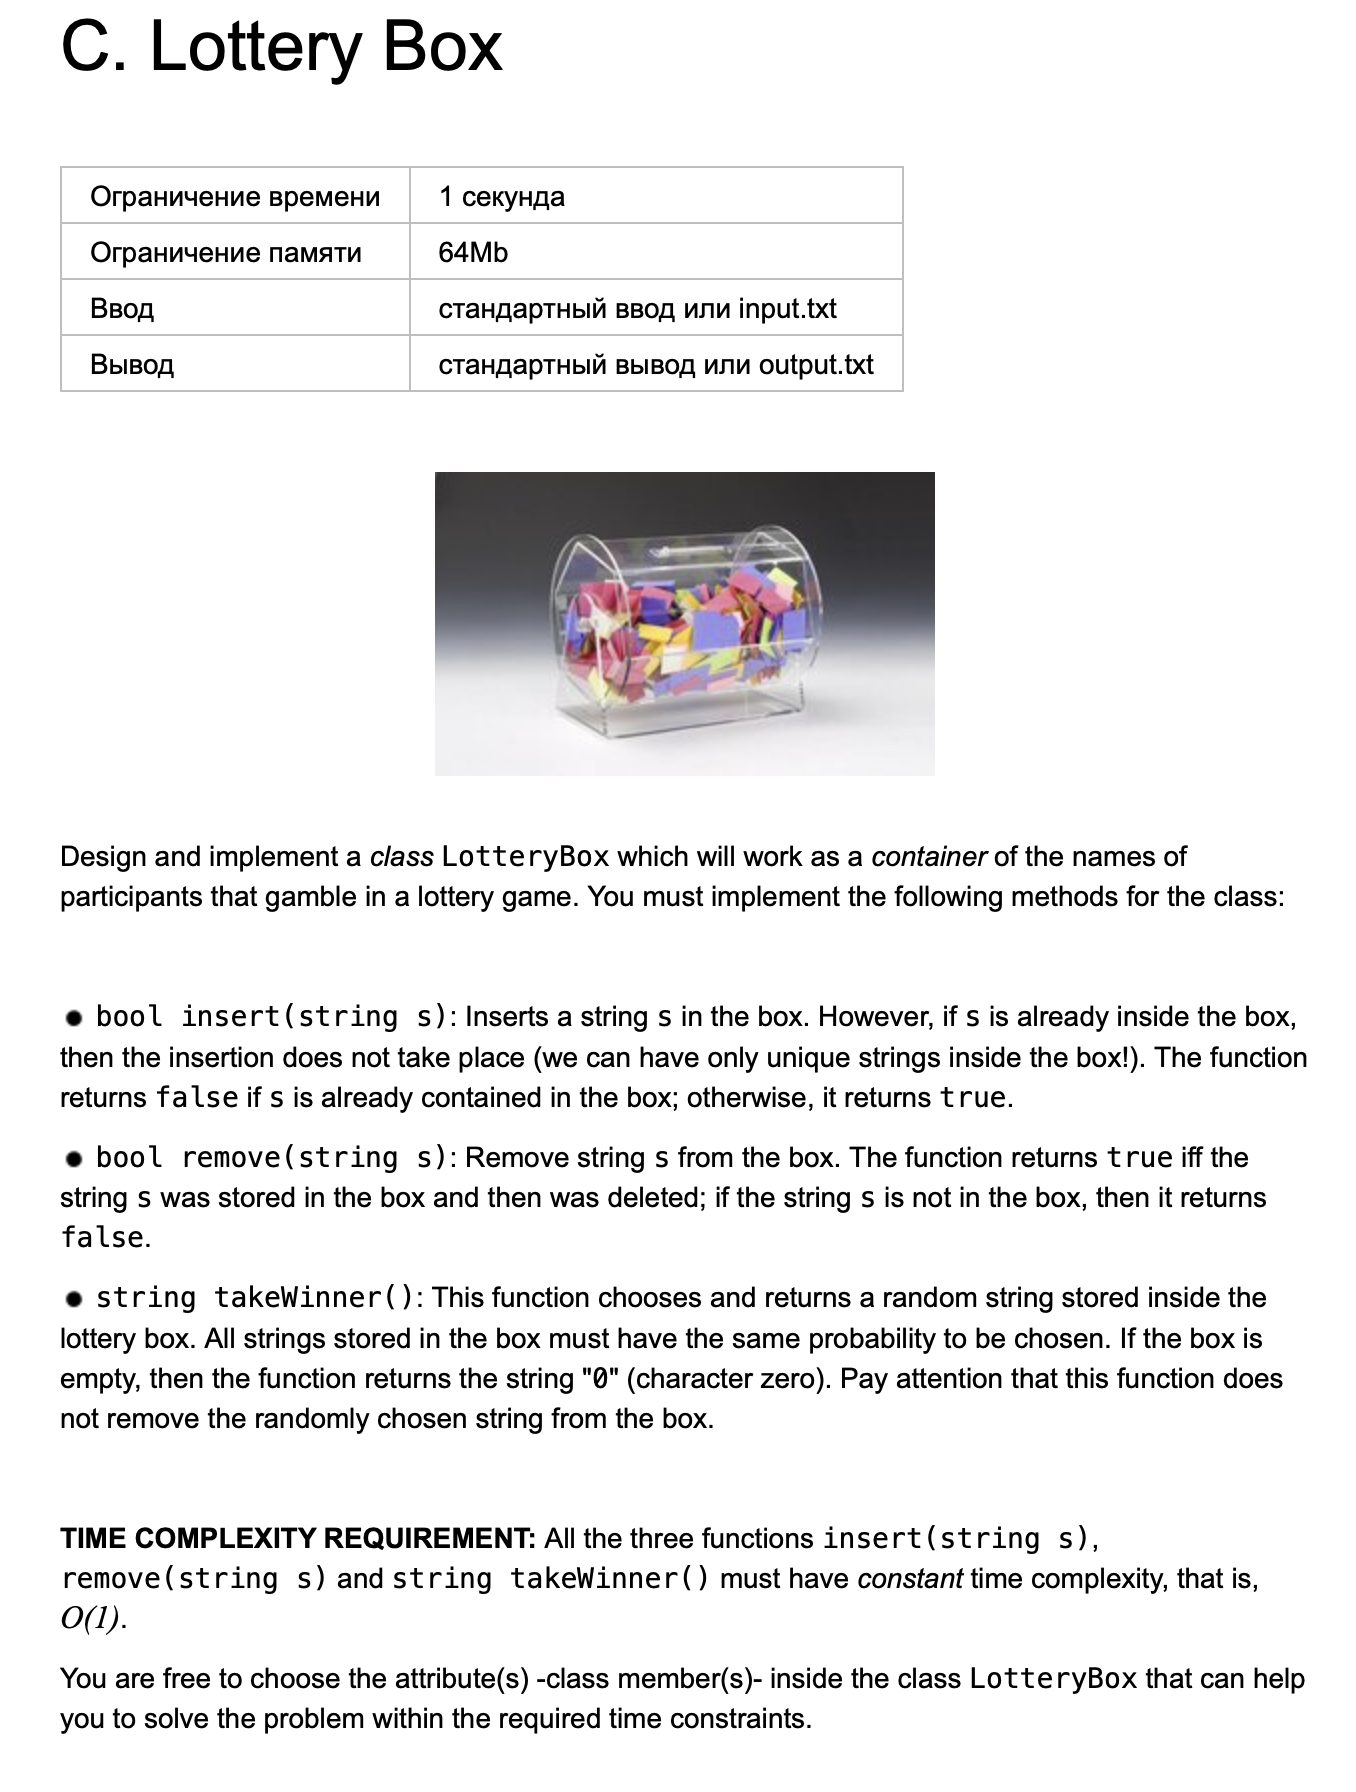 C. Lottery Box
Ограничение времени 1 секунда
Ограничение памяти 64Mb
Ввод стандартный ввод или input.txt
Вывод стандартный вывод или output.txt
Design and implement a class LotteryBox which will work as a container of the names of
participants that gamble in a lottery game. You must implement the following methods for the class:
● bool insert(string s): Inserts a string s in the box. However, if s is already inside the box,
then the insertion does not take place (we can have only unique strings inside the box!). The function
returns false if s is already contained in the box; otherwise, it returns true.
● bool remove(string s): Remove string s from the box. The function returns true iff the
string s was stored in the box and then was deleted; if the string s is not in the box, then it returns
false.
● string takeWinner(): This function chooses and returns a random string stored inside the
lottery box. All strings stored in the box must have the same probability to be chosen. If the box is
empty, then the function returns the string "0" (character zero). Pay attention that this function does
not remove the randomly chosen string from the box.
TIME COMPLEXITY REQUIREMENT: All the three functions insert(string s),
remove(string s) and string takeWinner() must have constant time complexity, that is,
O(1).
You are free to choose the attribute(s) -class member(s)- inside the class LotteryBox that can help
you to solve the problem within the required time constraints.